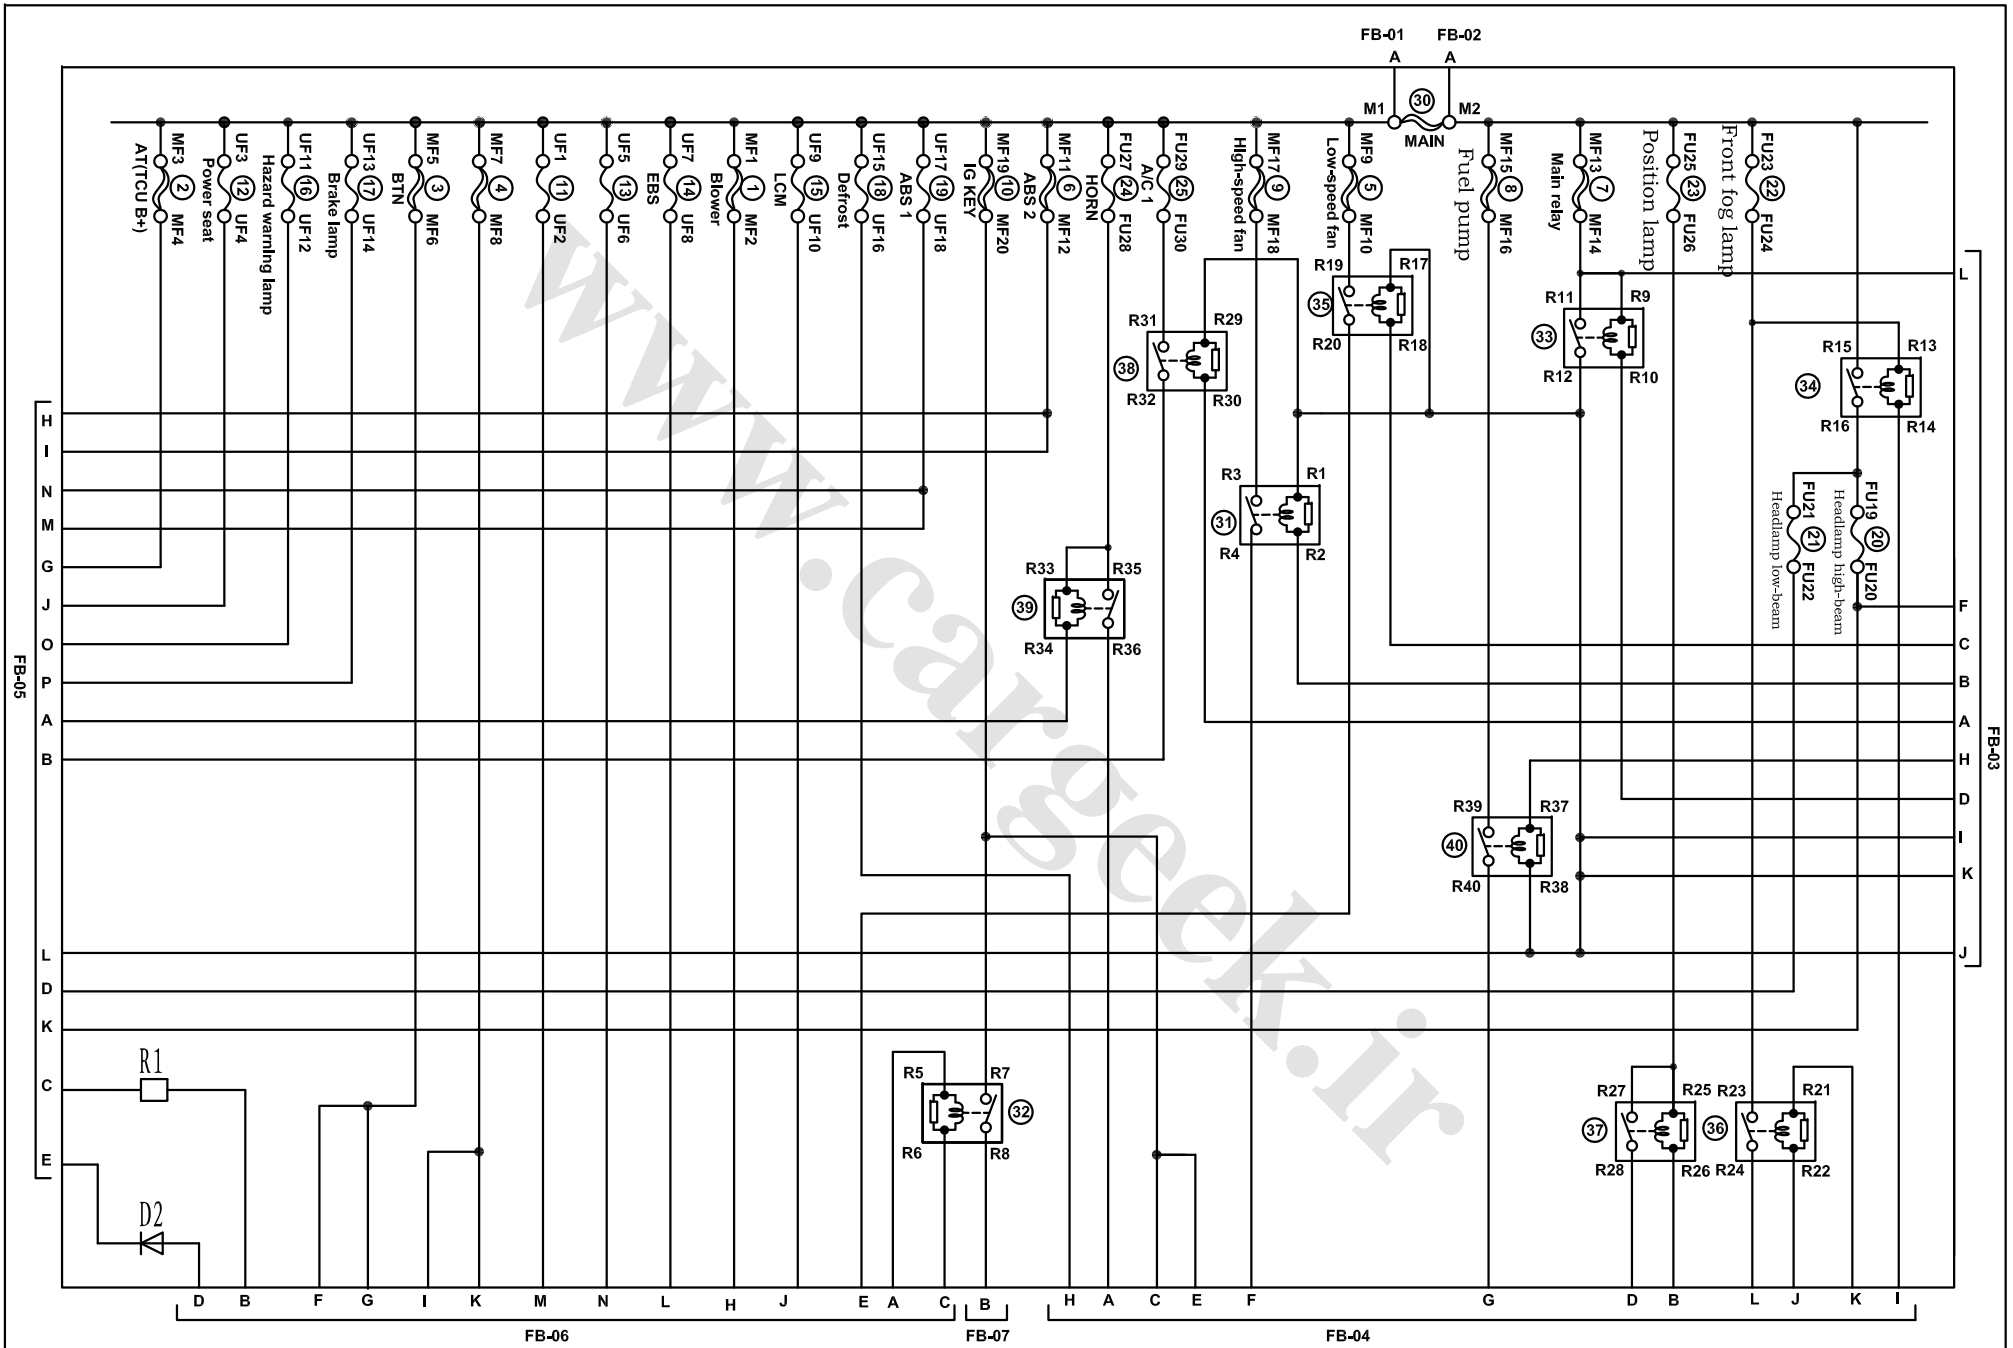 FB-01 FB-02
A A
M1 30 M2
MAIN
MF3 2 MF4
AT(TCU B+)
UF3 12 UF4
Power seat
UF11 16 UF12
Hazard warning lamp
UF13 17 UF14
Brake lamp
MF5 3 MF6
BTN
MF7 4 MF8
UF1 11 UF2
UF5 13 UF6
UF7 14 UF8
EBS
MF1 1 MF2
Blower
UF9 15 UF10
LCM
UF15 18 UF16
Defrost
UF17 19 UF18
ABS 1
MF19 10 MF20
IG KEY
MF11 6 MF12
ABS 2
FU27 24 FU28
HORN
FU29 25 FU30
A/C 1
MF17 9 MF18
High-speed fan
MF9 5 MF10
Low-speed fan
MF15 8 MF16
Fuel pump
MF13 7 MF14
Main relay
FU25 23 FU26
Position lamp
FU23 22 FU24
Front fog lamp
L
R19 R17
35
R20 R18
R11 R9
33
R12 R10
R31 R29
38
R32 R30
R15 R13
34
R16 R14
R3 R1
31
R4 R2
FU21 21 FU22
Headlamp low-beam
FU19 20 FU20
Headlamp high-beam
R33 R35
39
R34 R36
R39 R37
40
R40 R38
H
I
N
M
G
J
O
P
A
B
L
D
K
C
E
FB-05
F
C
B
A
H
D
I
K
J
FB-03
R1
D2
R5 R7
32
R6 R8
R27 R25
37
R28 R26
R23 R21
36
R24 R22
D B F G I K M N L H J E A C B H A C E F G D B L J K I
FB-06 FB-07 FB-04
www.cargeek.ir